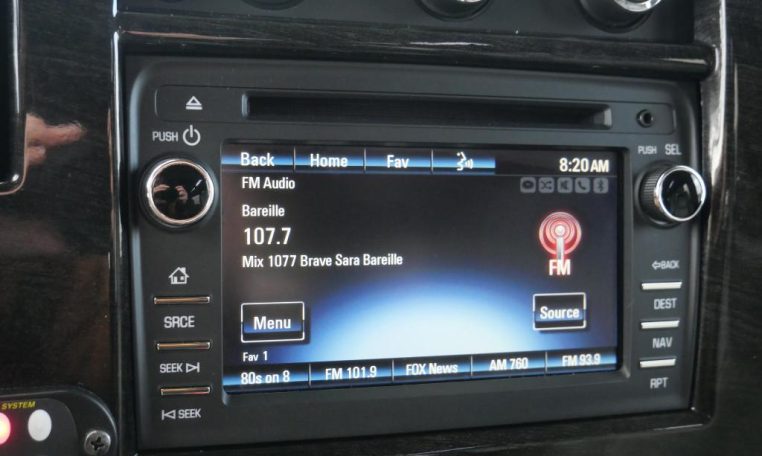 PUSH
PUSH SEL
Back Home Fav 8:20 AM
FM Audio
Bareille
107.7
Mix 1077 Brave Sara Bareille
FM
BACK
Menu
Source
DEST
SRCE
NAV
Fav 1
SEEK
80s on 8 FM 101.9 FOX News AM 760 FM 93.9
RPT
SEEK
SYSTEM